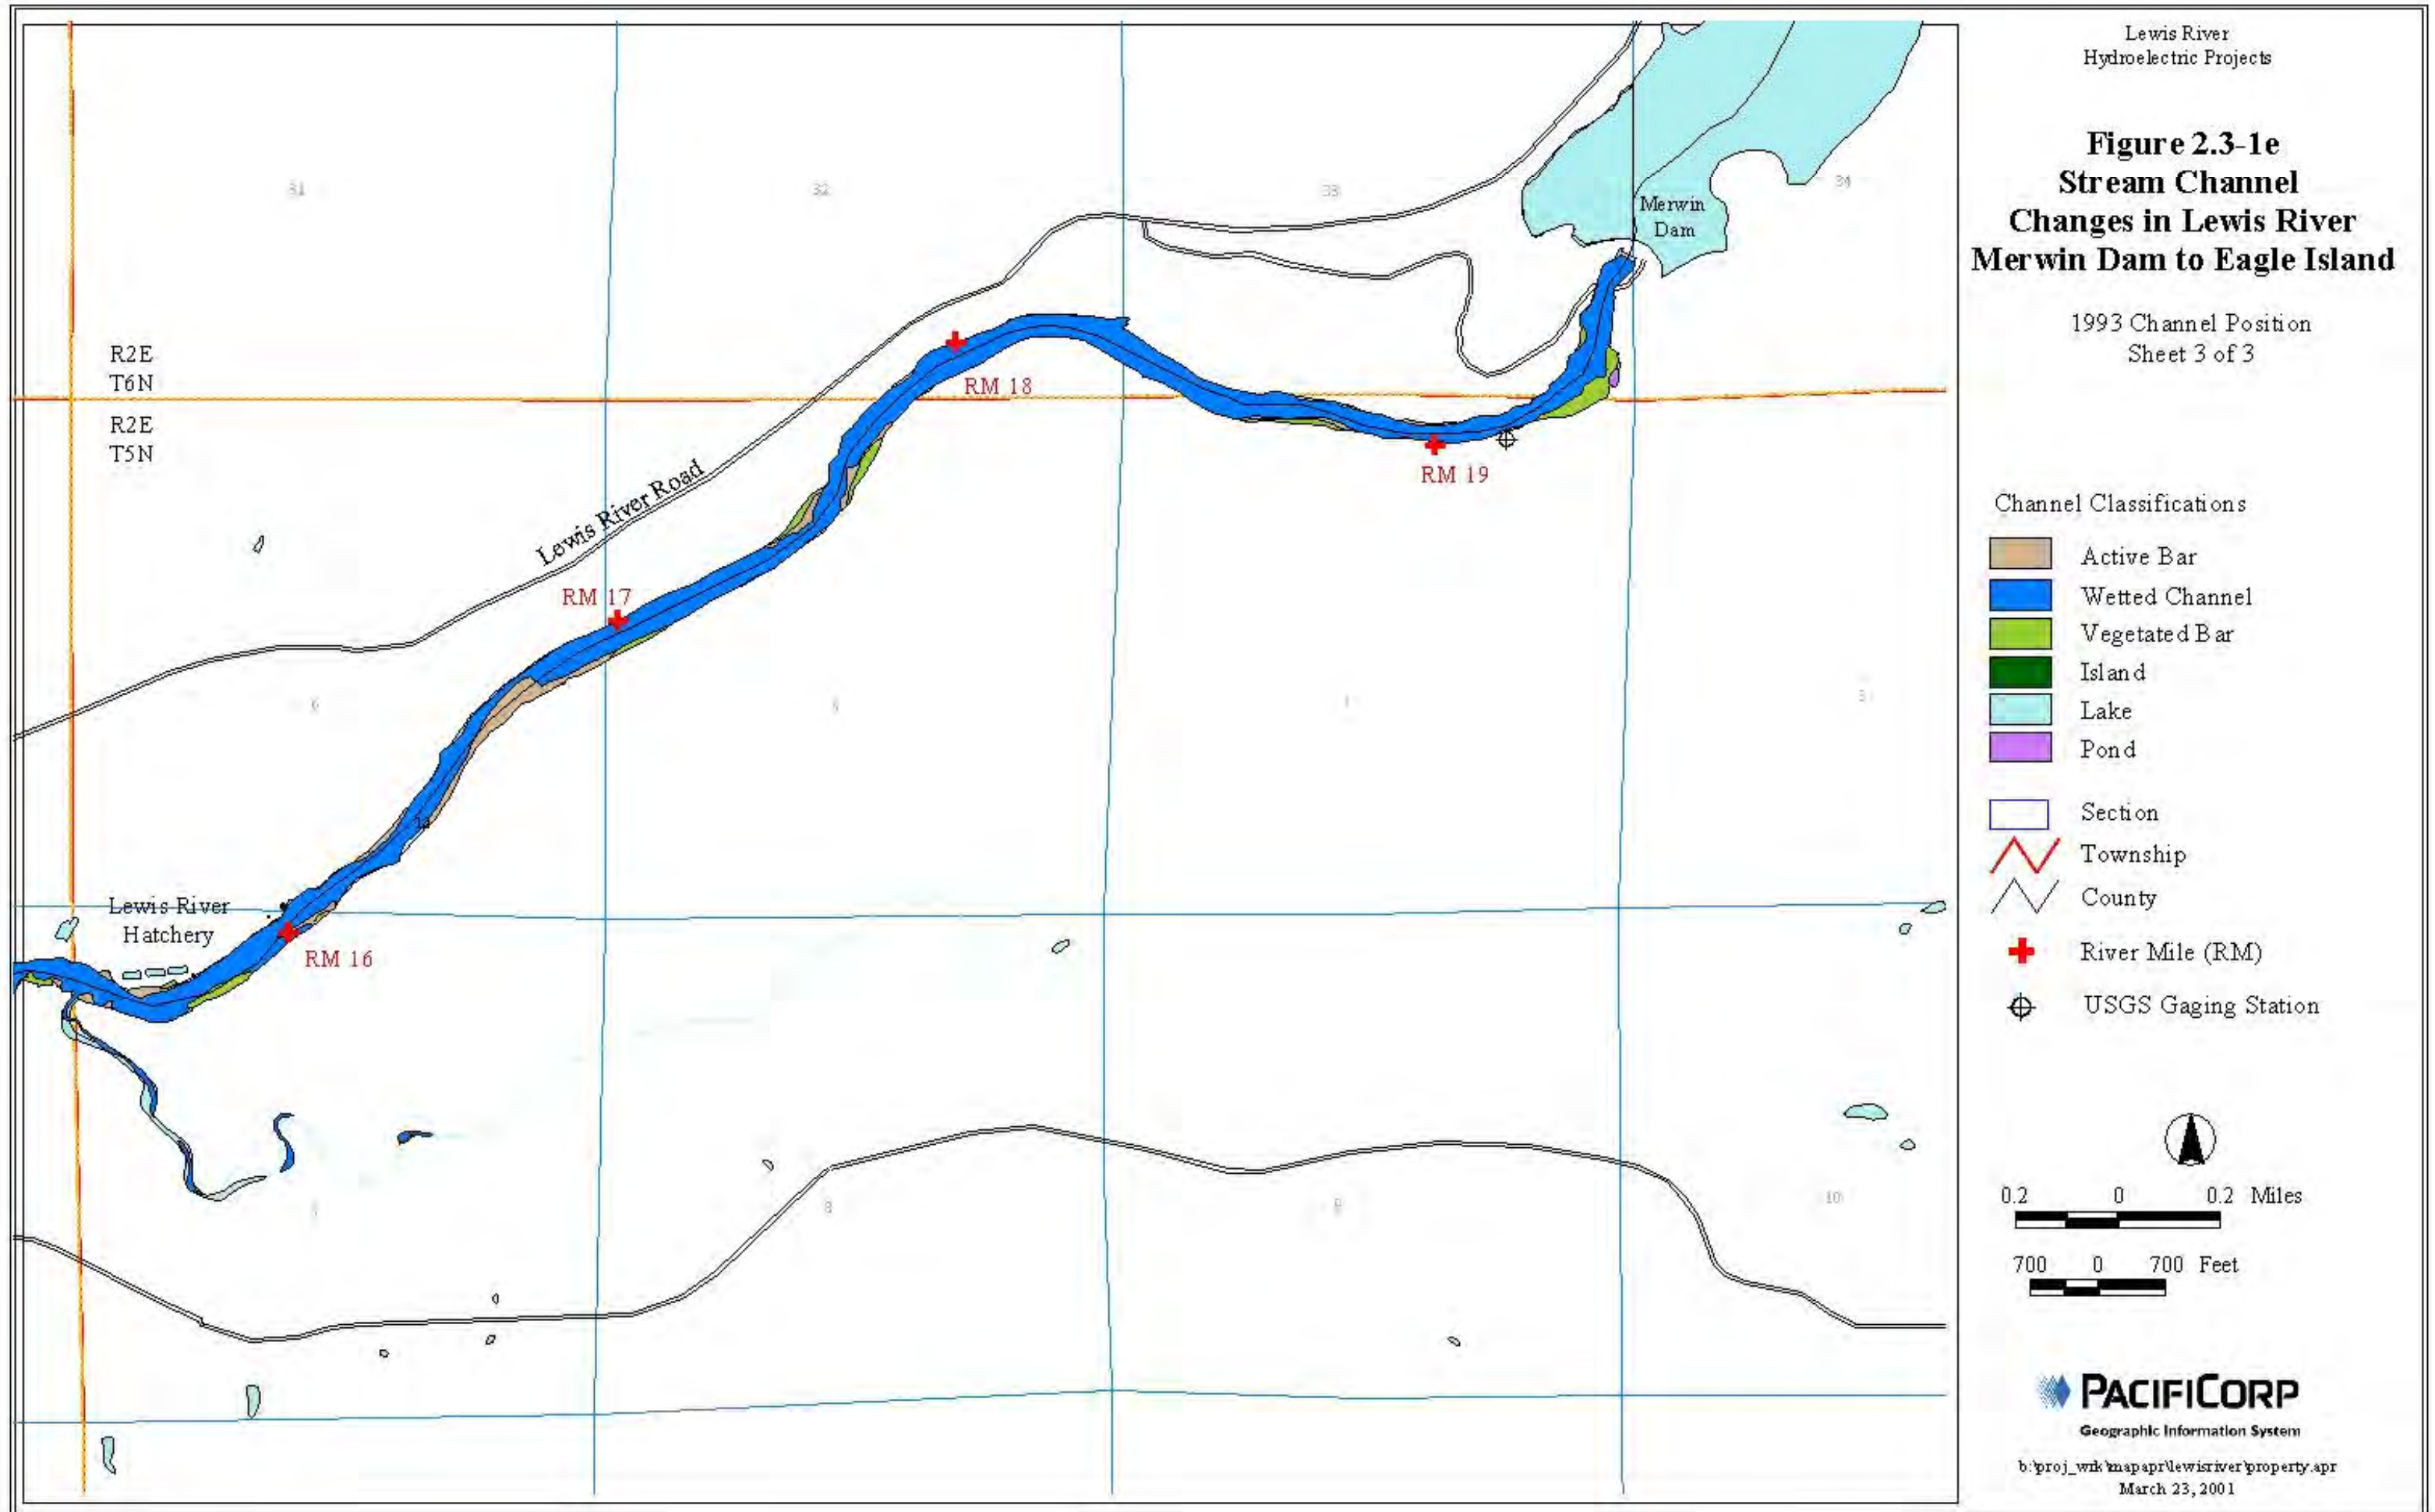 Lewis River
Hydroelectric Projects
Figure 2.3-1e
Stream Channel
Changes in Lewis River
Merwin Dam to Eagle Island
1993 Channel Position
Sheet 3 of 3
31
32
33
34
Merwin
Dam
R2E
T6N
R2E
T5N
RM 18
RM 19
Lewis River Road
RM 17
Lewis River
Hatchery
RM 16
6
8
9
10
Channel Classifications
Active Bar
Wetted Channel
Vegetated Bar
Island
Lake
Pond
Section
Township
County
River Mile (RM)
USGS Gaging Station
0.2 0 0.2 Miles
700 0 700 Feet
PACIFICORP
Geographic Information System
b:\proj_wrk\mapapr\lewisriver\property.apr
March 23, 2001